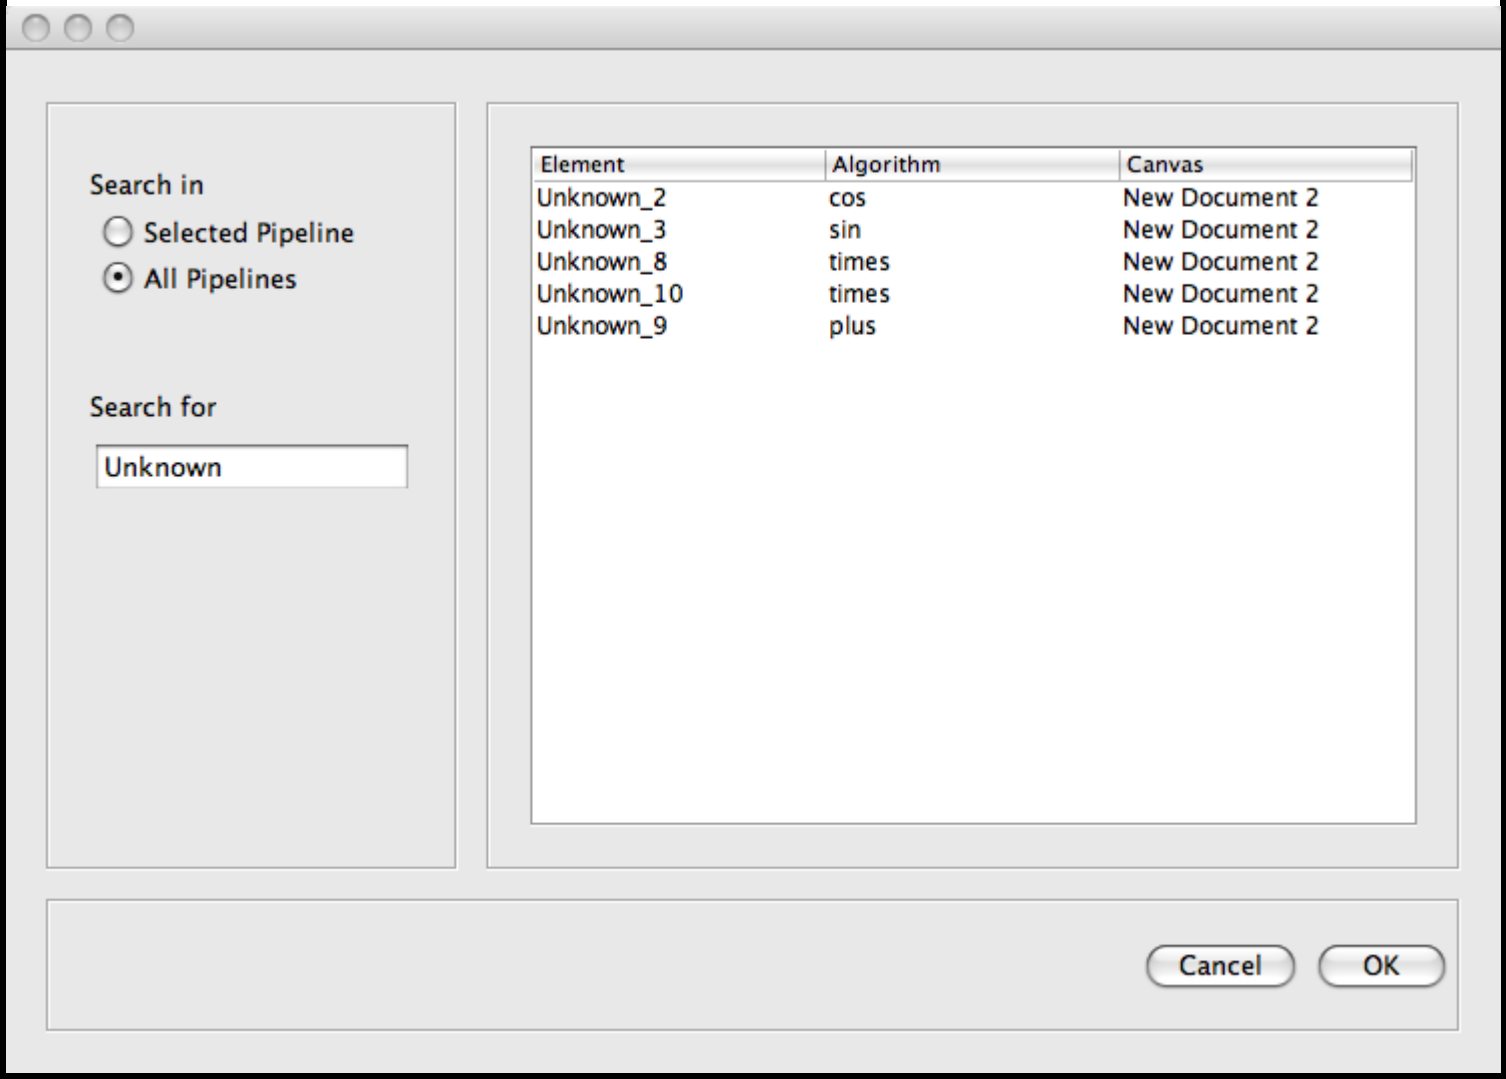 Search in
Selected Pipeline
All Pipelines
Search for
Unknown
Element Algorithm Canvas
Unknown_2 cos New Document 2
Unknown_3 sin New Document 2
Unknown_8 times New Document 2
Unknown_10 times New Document 2
Unknown_9 plus New Document 2
Cancel OK